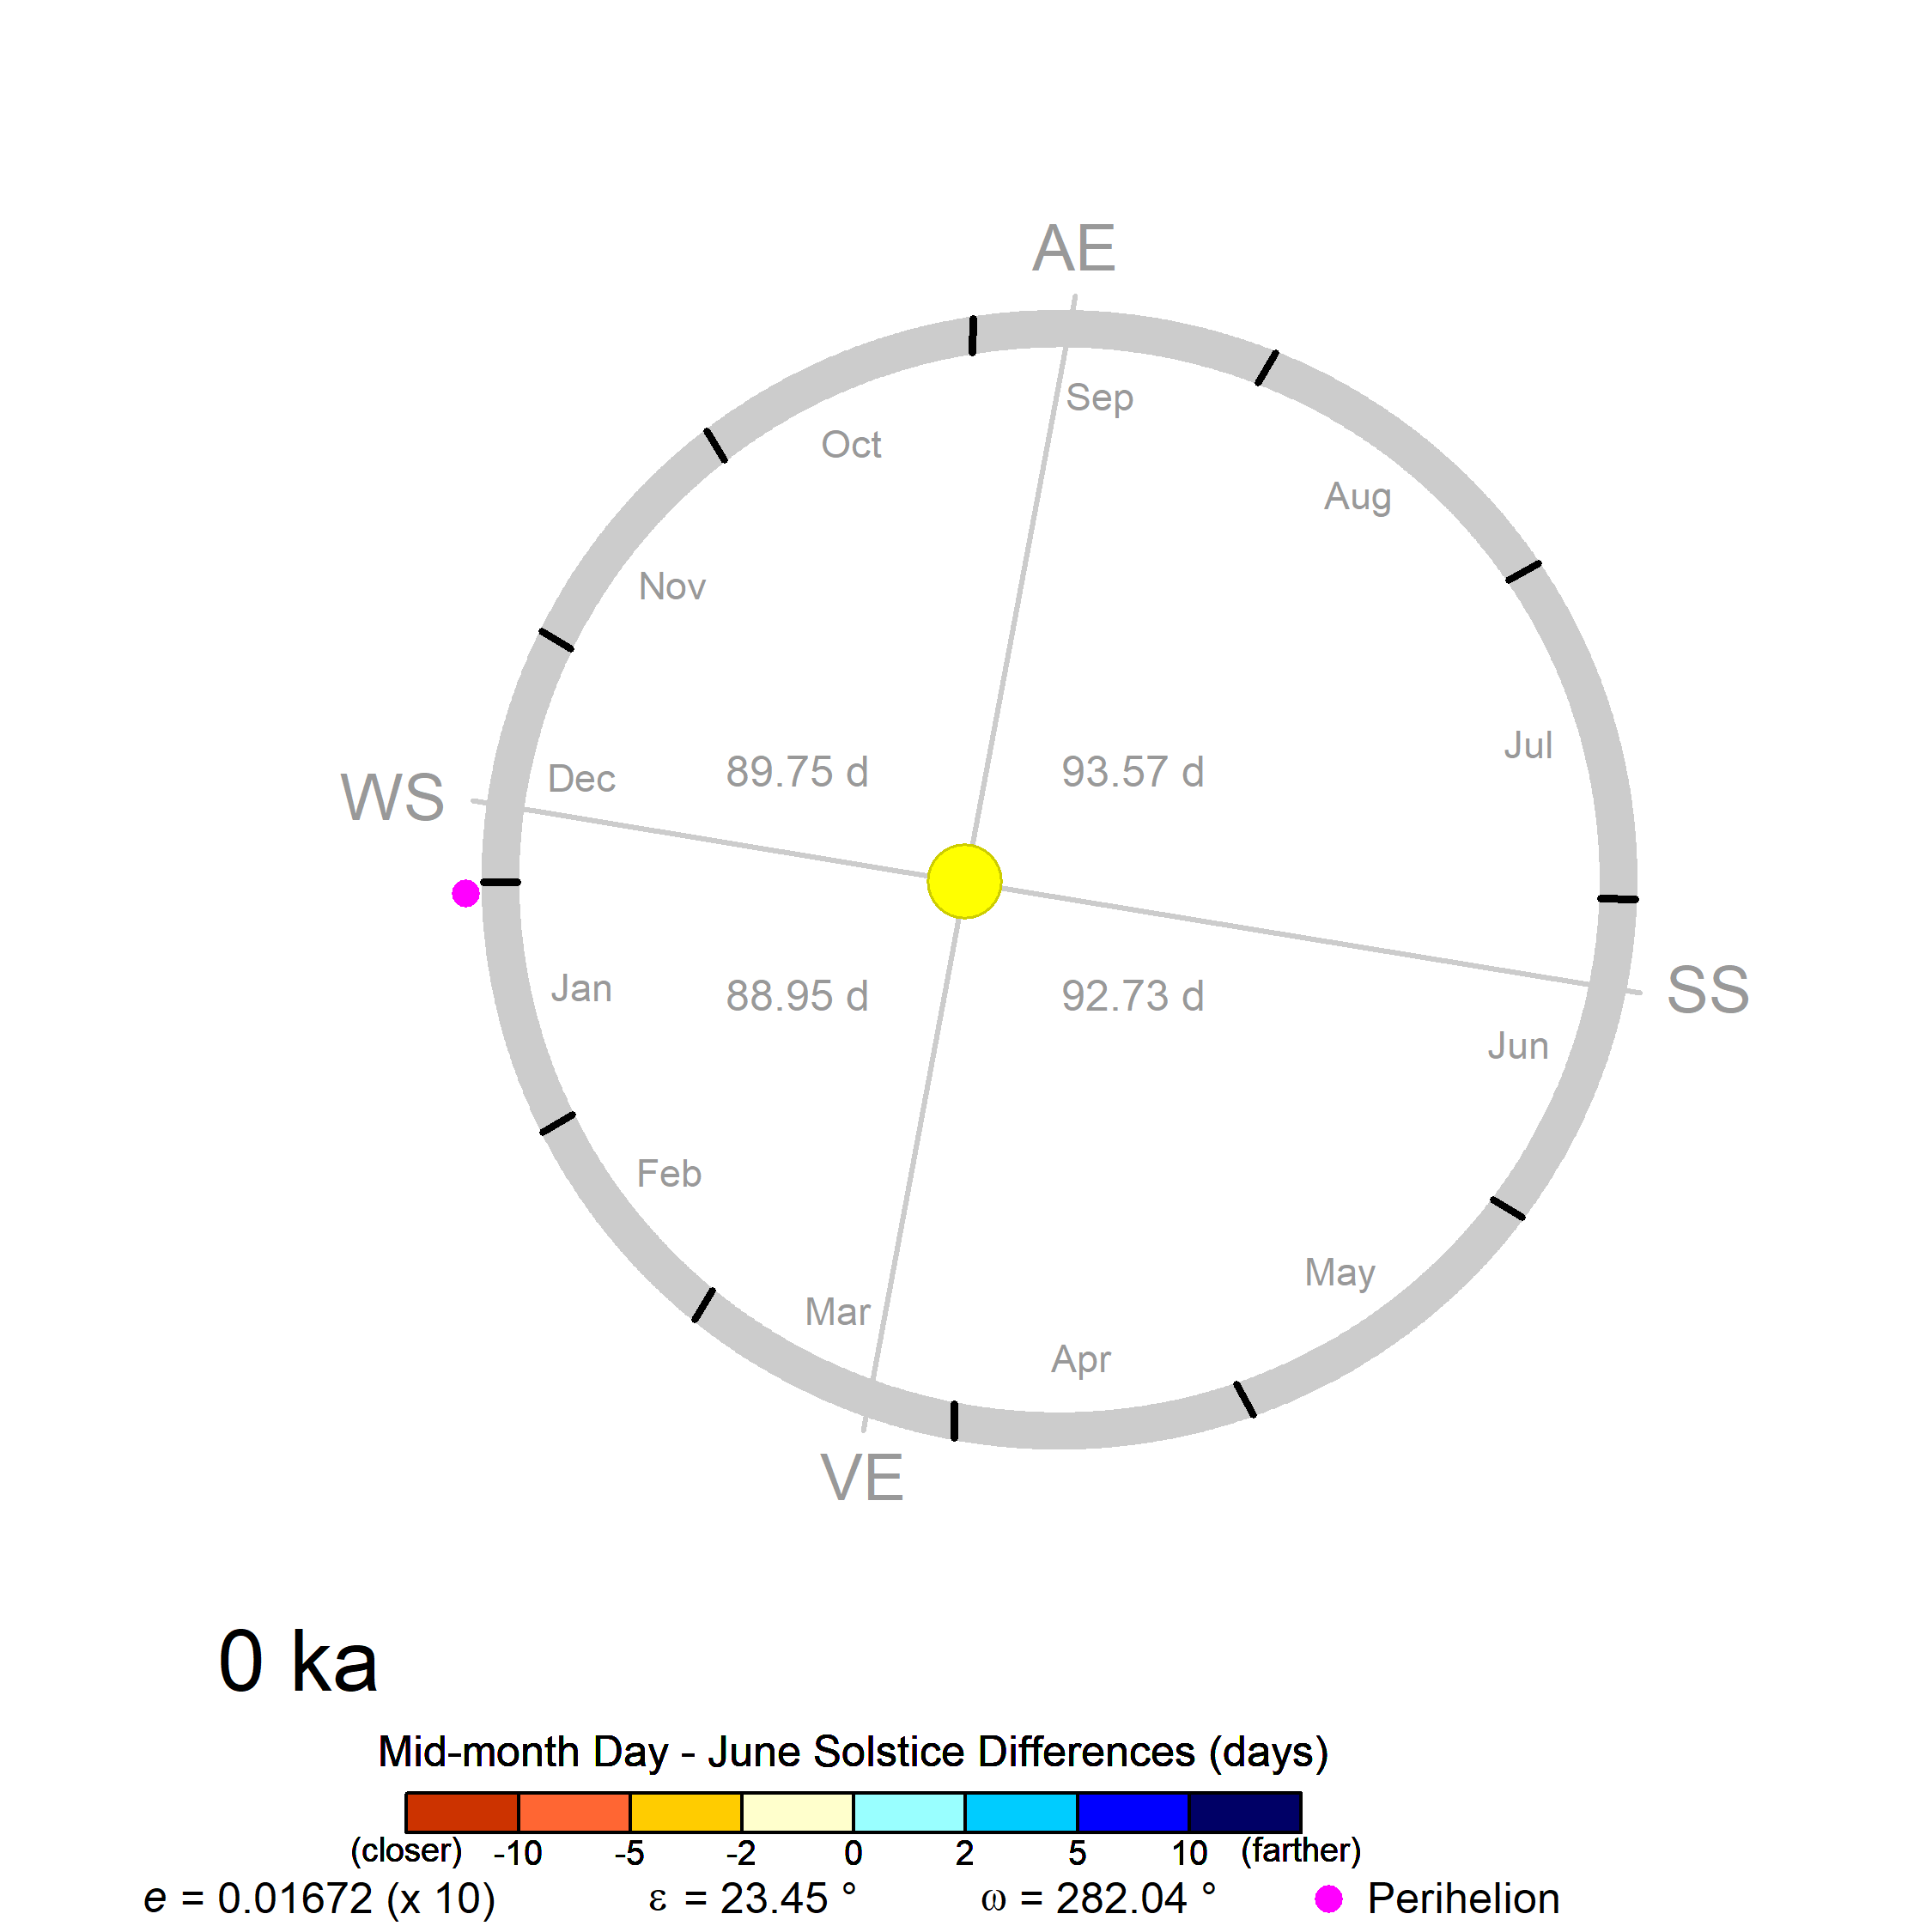 AE
Sep
Oct
Aug
Nov
Jul
WS
Dec
89.75 d
93.57 d
Jan
88.95 d
92.73 d
SS
Jun
Feb
May
Mar
Apr
VE
0 ka
Mid-month Day - June Solstice Differences (days)
(closer) -10 -5 -2 0 2 5 10 (farther)
e = 0.01672 (x 10) ε = 23.45 ° ω = 282.04 ° Perihelion